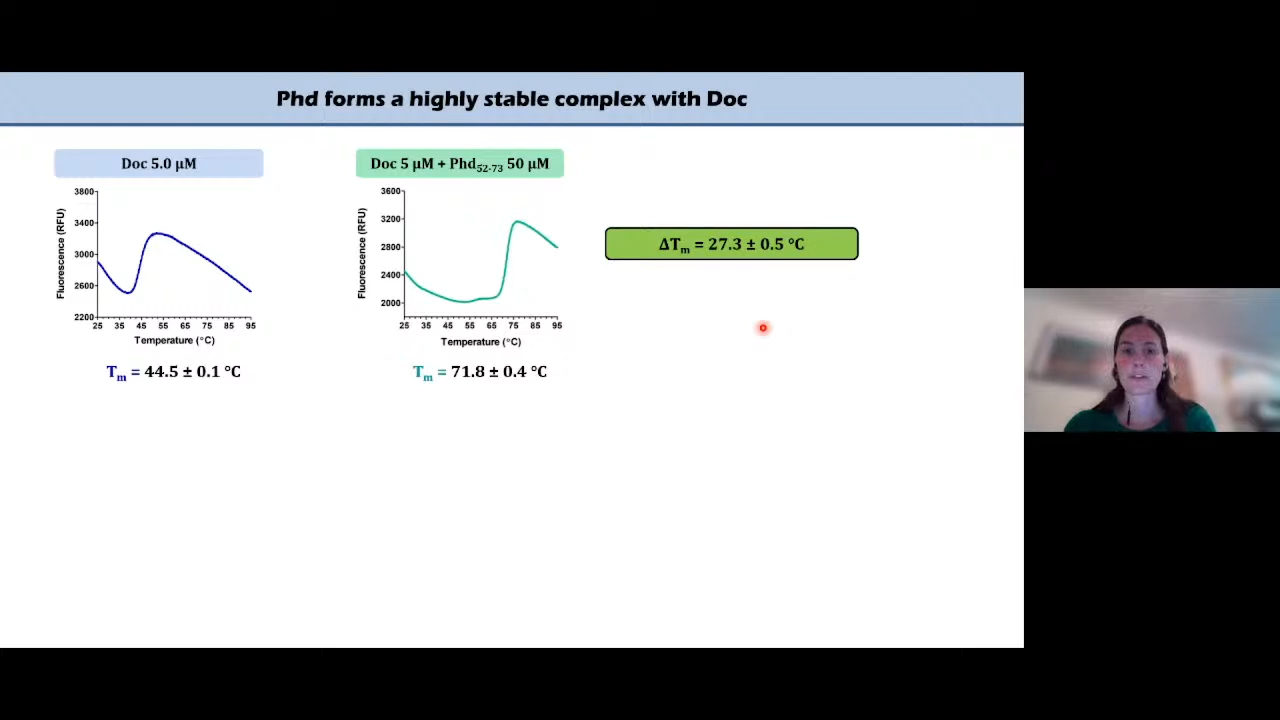 Phd forms a highly stable complex with Doc
Doc 5.0 μM
3800
3400
3000
2600
2200
Fluorescence (RFU)
25 35 45 55 65 75 85 95
Temperature (°C)
Tm = 44.5 ± 0.1 °C
Doc 5 μM + Phd52-73 50 μM
3600
3200
2800
2400
2000
Fluorescence (RFU)
25 35 45 55 65 75 85 95
Temperature (°C)
Tm = 71.8 ± 0.4 °C
ΔTm = 27.3 ± 0.5 °C